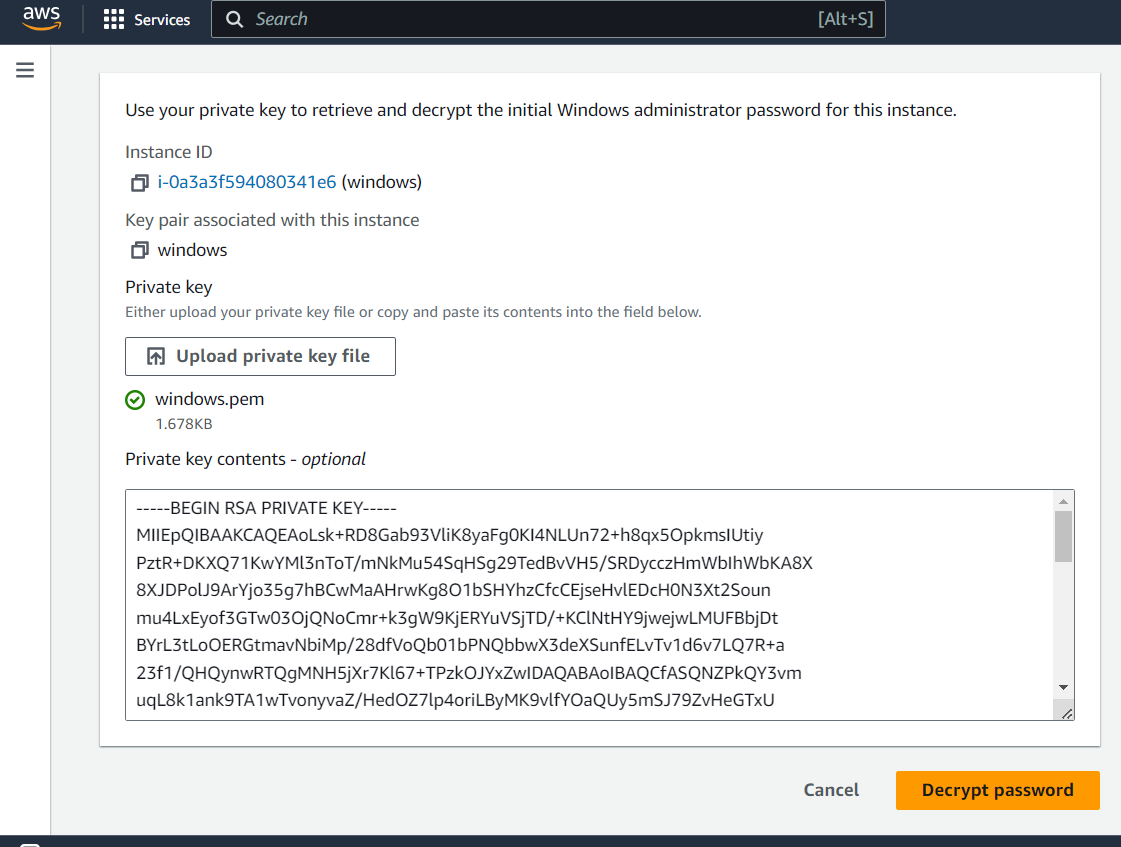 aws
Services
Search
[Alt+S]
Use your private key to retrieve and decrypt the initial Windows administrator password for this instance.
Instance ID
i-0a3a3f594080341e6 (windows)
Key pair associated with this instance
windows
Private key
Either upload your private key file or copy and paste its contents into the field below.
Upload private key file
windows.pem
1.678KB
Private key contents - optional
-----BEGIN RSA PRIVATE KEY-----
MIIEpQIBAAKCAQEAoLsk+RD8Gab93VliK8yaFg0KI4NLUn72+h8qx5OpkmsIUtiy
PztR+DKXQ71KwYMl3nToT/mNkMu54SqHSg29TedBvVH5/SRDycczHmWbIhWbKA8X
8XJDPolJ9ArYjo35g7hBCwMaAHrwKg8O1bSHYhzCfcCEjseHvlEDcH0N3Xt2Soun
mu4LxEyof3GTw03OjQNoCmr+k3gW9KjERYuVSjTD/+KClNtHY9jwejwLMUFBbjDt
BYrL3tLoOERGtmavNbiMp/28dfVoQb01bPNQbbwX3deXSunfELvTv1d6v7LQ7R+a
23f1/QHQynwRTQgMNH5jXr7Kl67+TPzkOJYxZwIDAQABAoIBAQCfASQNZPkQY3vm
uqL8k1ank9TA1wTvonyvaZ/HedOZ7lp4oriLByMK9vlfYOaQUy5mSJ79ZvHeGTxU
Cancel
Decrypt password